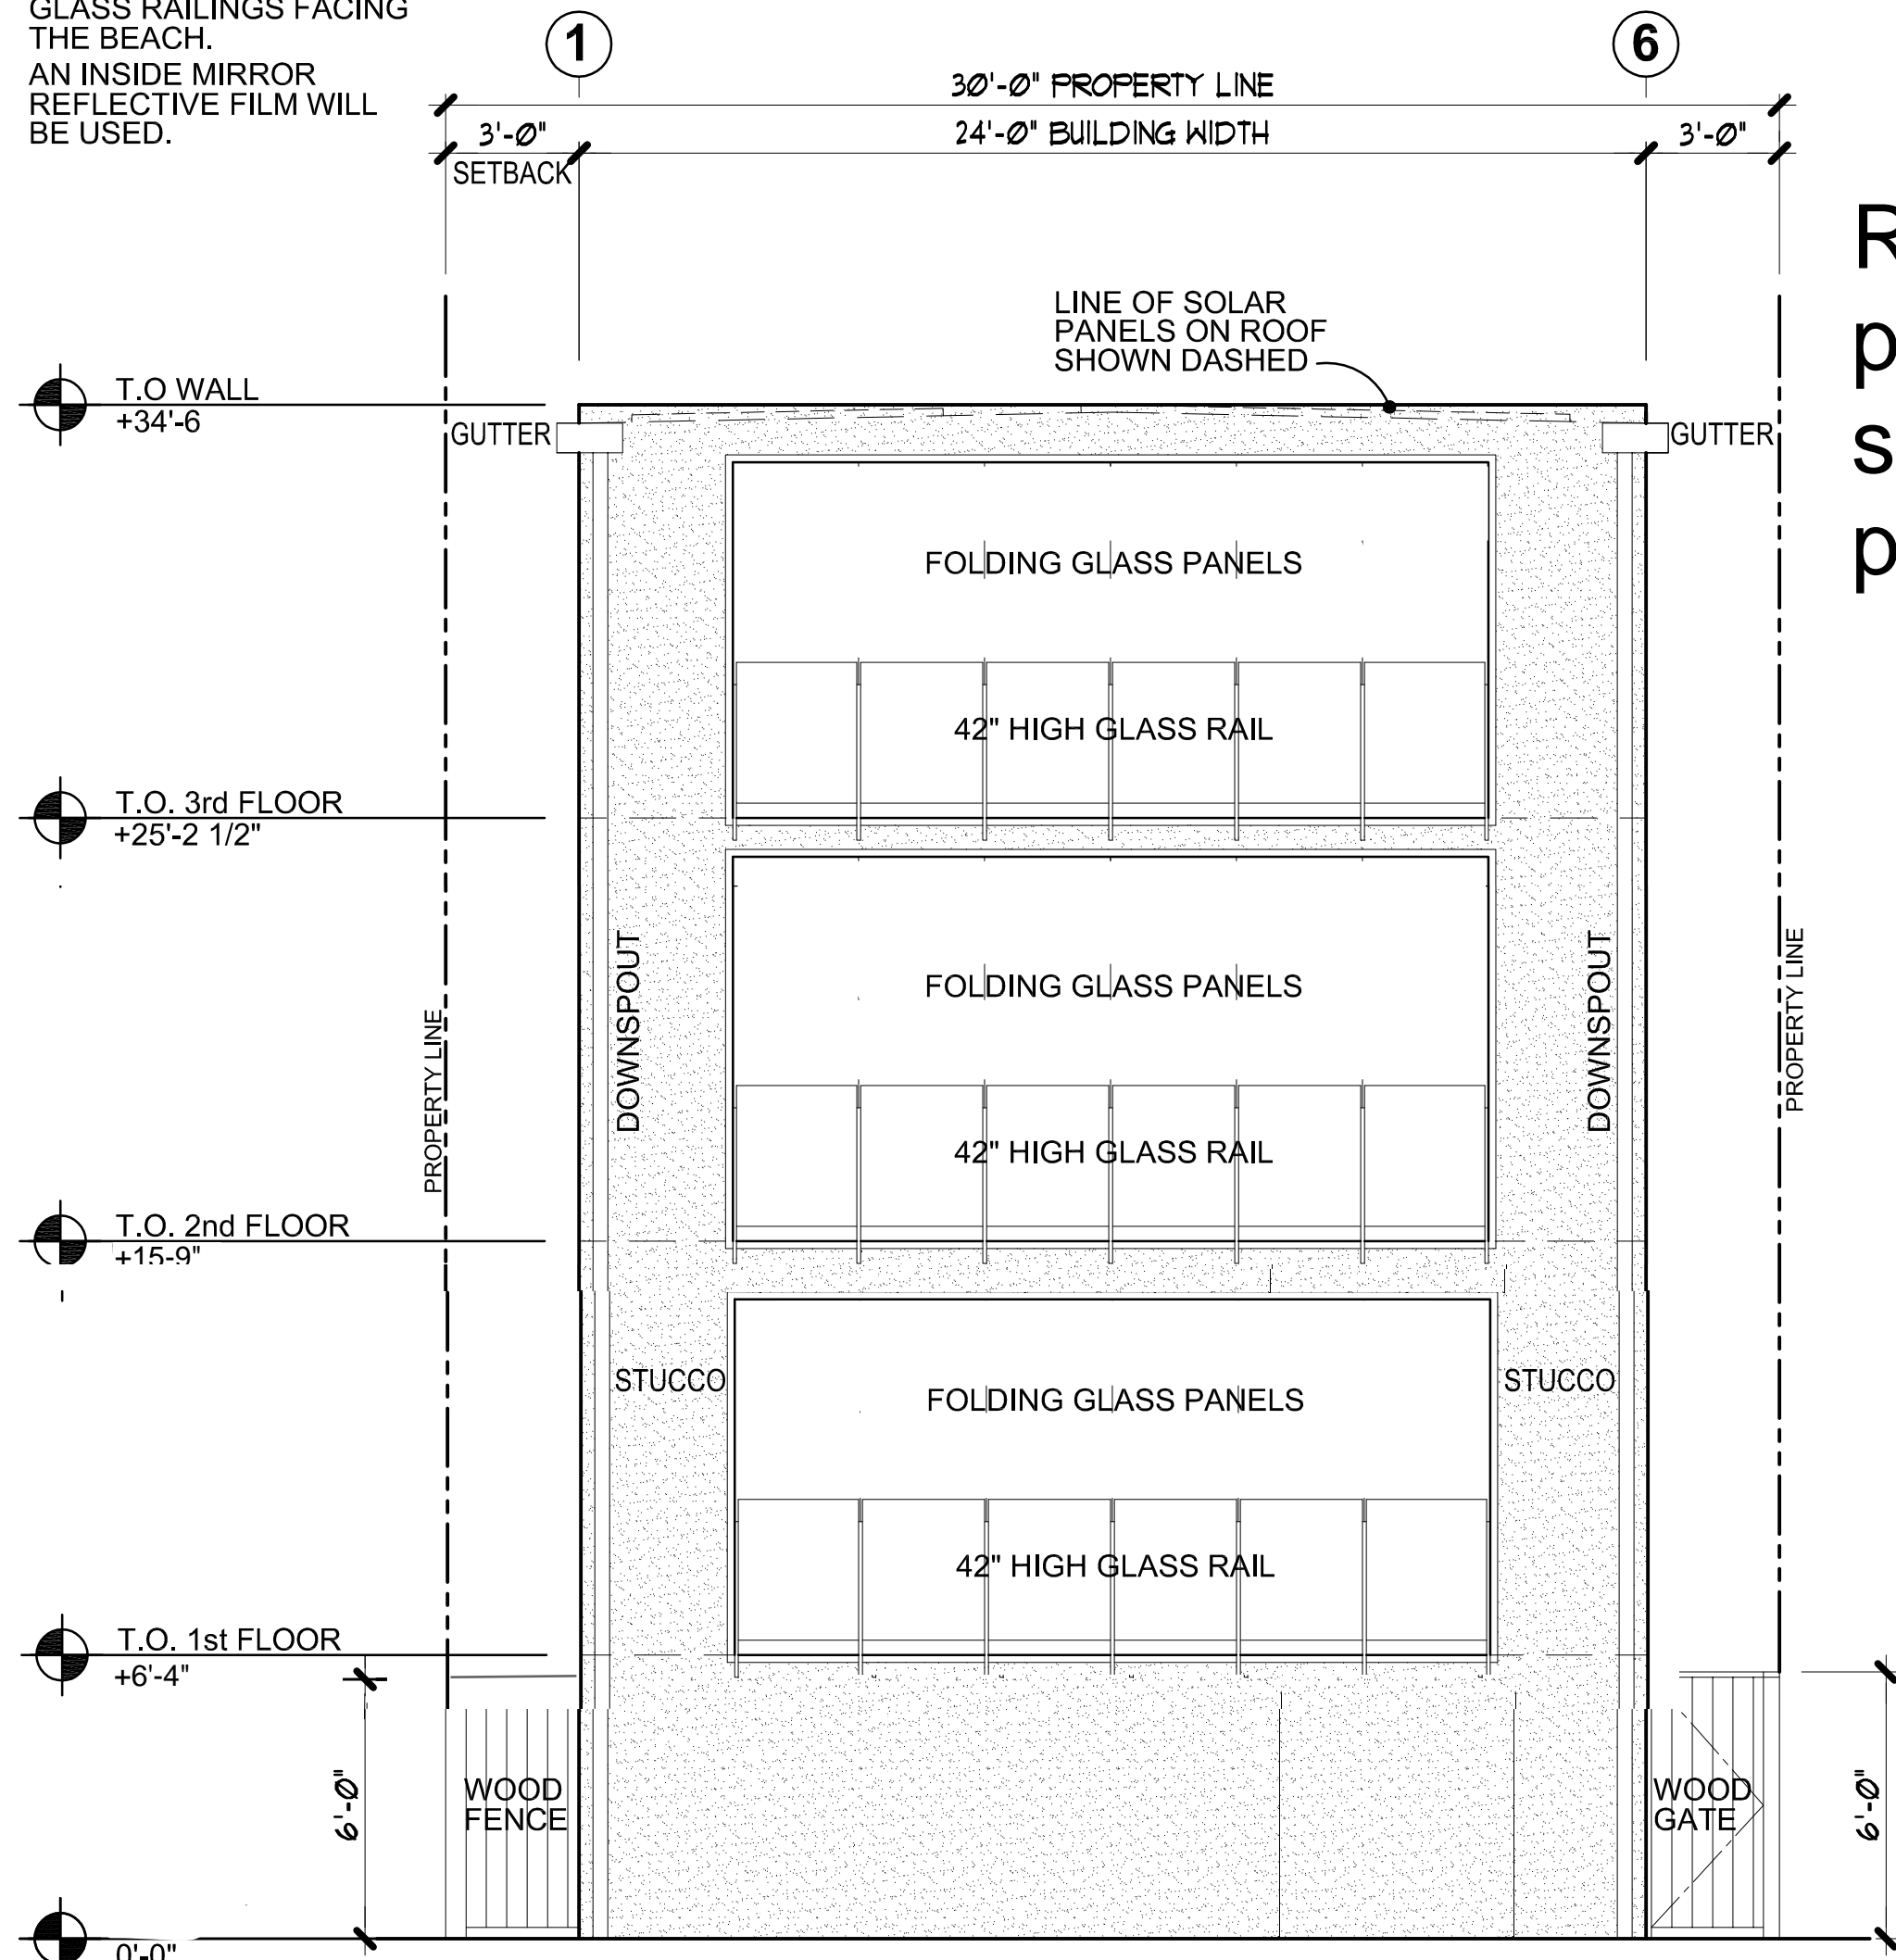 GLASS RAILINGS FACING
THE BEACH.
AN INSIDE MIRROR
REFLECTIVE FILM WILL
BE USED.
1
6
30'-0" PROPERTY LINE
3'-0"
24'-0" BUILDING WIDTH
3'-0"
SETBACK
R
p
s
p
LINE OF SOLAR
PANELS ON ROOF
SHOWN DASHED
T.O WALL
+34'-6
GUTTER
GUTTER
FOLDING GLASS PANELS
42" HIGH GLASS RAIL
T.O. 3rd FLOOR
+25'-2 1/2"
FOLDING GLASS PANELS
DOWNSPOUT
DOWNSPOUT
PROPERTY LINE
PROPERTY LINE
42" HIGH GLASS RAIL
T.O. 2nd FLOOR
+15-9"
STUCCO
STUCCO
FOLDING GLASS PANELS
42" HIGH GLASS RAIL
T.O. 1st FLOOR
+6'-4"
6'-0"
WOOD
FENCE
WOOD
GATE
6'-0"
0'-0"